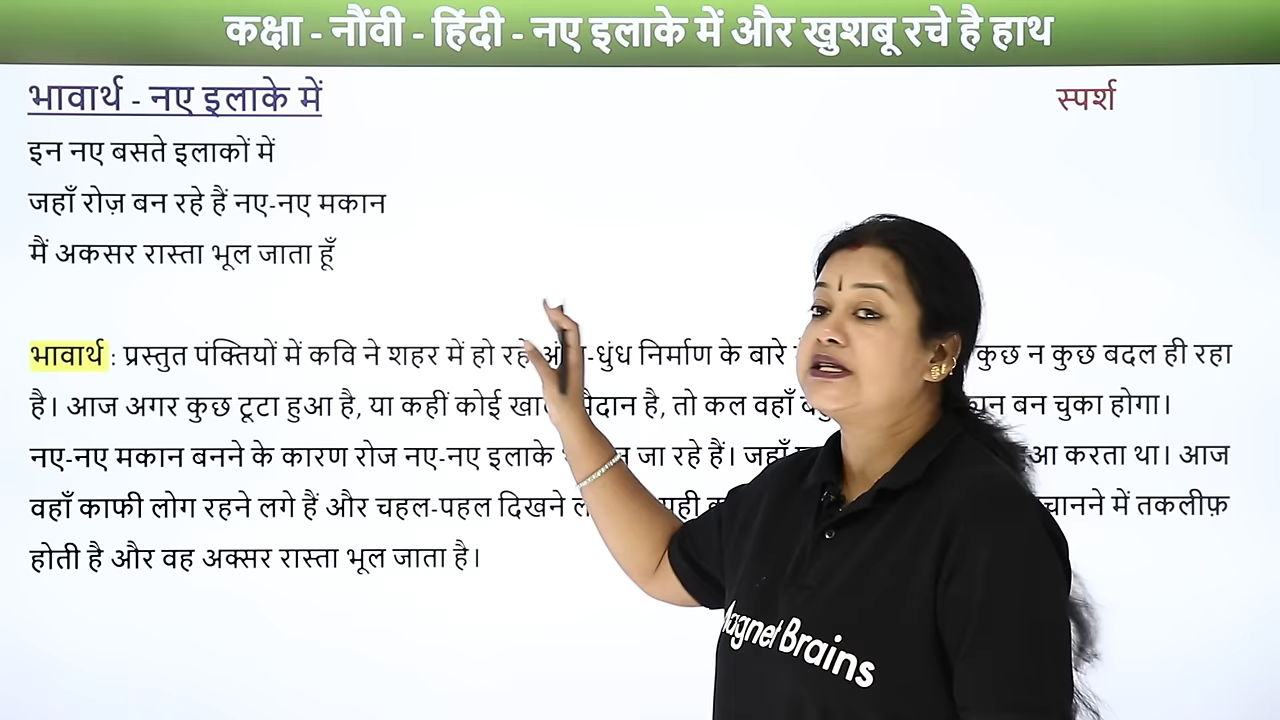 कक्षा - नौंवी - हिंदी - नए इलाके में और खुशबू रचे है हाथ
भावार्थ - नए इलाके में
स्पर्श
इन नए बसते इलाकों में
जहाँ रोज़ बन रहे हैं नए-नए मकान
मैं अकसर रास्ता भूल जाता हूँ
भावार्थ : प्रस्तुत पंक्तियों में कवि ने शहर में हो रहे -धुंध निर्माण के बारे कुछ न कुछ बदल ही रहा
है। आज अगर कुछ टूटा हुआ है, या कहीं कोई मैदान है, तो कल वहाँ बन चुका होगा।
नए-नए मकान बनने के कारण रोज नए-नए इलाके जा रहे हैं। जहाँ करता था। आज
वहाँ काफी लोग रहने लगे हैं और चहल-पहल दिखने में तकलीफ़
होती है और वह अक्सर रास्ता भूल जाता है।
Magnet Brains